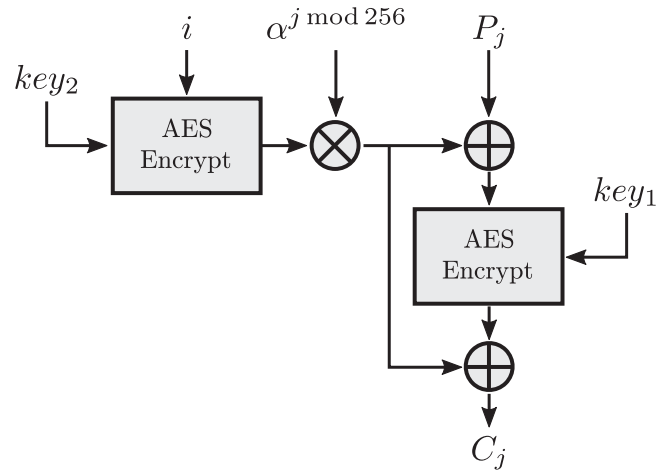 i
α^{j mod 256}
P_j
key_2
AES
Encrypt
key_1
AES
Encrypt
C_j